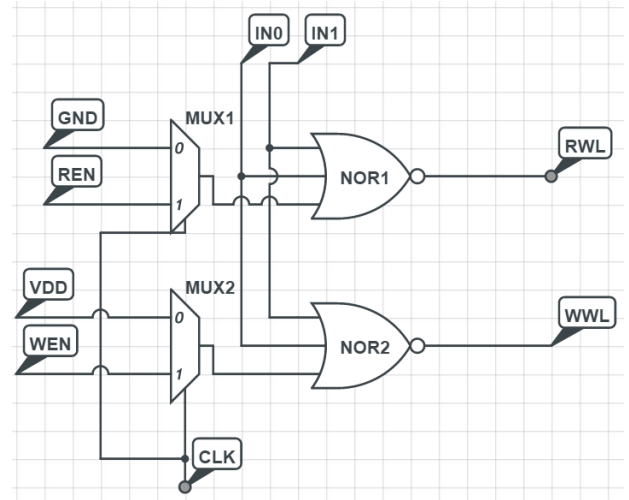 IN0
IN1
GND
MUX1
0
REN
NOR1
RWL
1
VDD
MUX2
0
WEN
NOR2
WWL
1
CLK